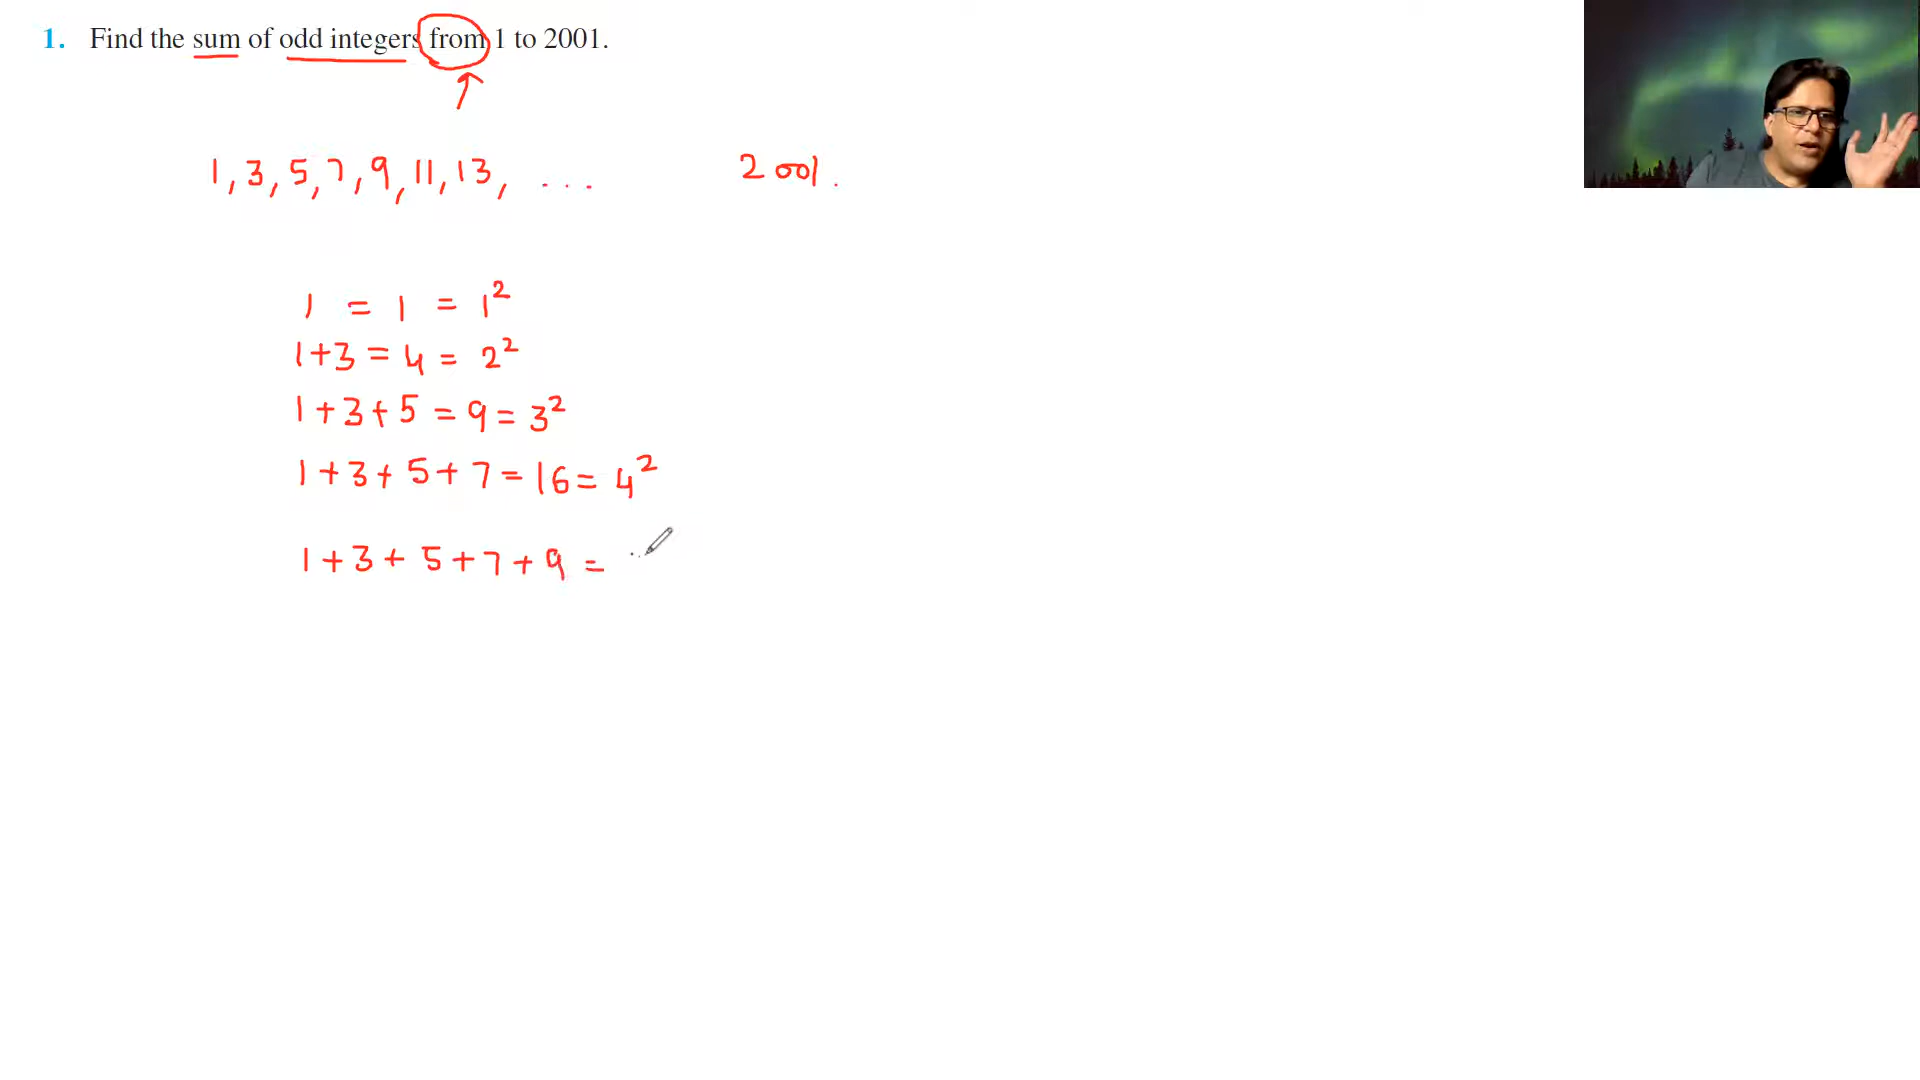 1. Find the sum of odd integers from 1 to 2001.
1, 3, 5, 7, 9, 11, 13, ... 2001.
1 = 1 = 1²
1+3 = 4 = 2²
1+3+5 = 9 = 3²
1+3+5+7 = 16 = 4²
1+3+5+7+9 =